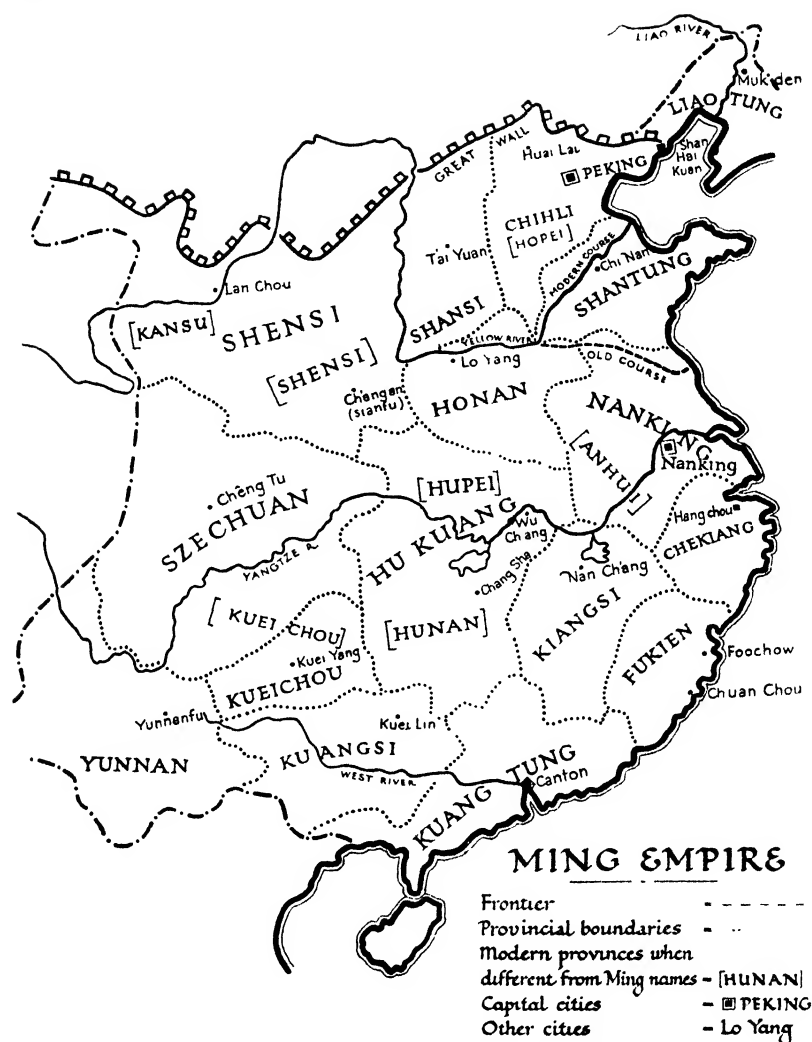 LIAO RIVER
Mukden
LIAO TUNG
GREAT WALL
Huai Lai
PEKING
Shan
Hai
Kuan
CHIHLI
[HOPEI]
T'ai Yuan
MODERN COURSE
Chi Nan
SHANTUNG
Lan Chou
[KANSU]
SHENSI
SHANSI
YELLOW RIVER
[SHENSI]
Lo Yang
OLD COURSE
Ch'angan
(SIANFU)
HONAN
NANKING
[ANHUI]
Nanking
[HUPEI]
Chêng Tu
SZECHUAN
Hang chou
HU KUANG
Wu
Chang
CHEKIANG
YANGTZE R.
Chang Sha
Nan Ch'ang
[KUEI CHOU]
[HUNAN]
KIANGSI
FUKIEN
Foochow
Kuei Yang
KUEICHOU
Chuan Chou
Yunnanfu
Kuei Lin
KUANGSI
YUNNAN
WEST RIVER
KUANG TUNG
Canton
MING EMPIRE
Frontier
Provincial boundaries
Modern provinces when
different from Ming names - [HUNAN]
Capital cities - PEKING
Other cities - Lo Yang